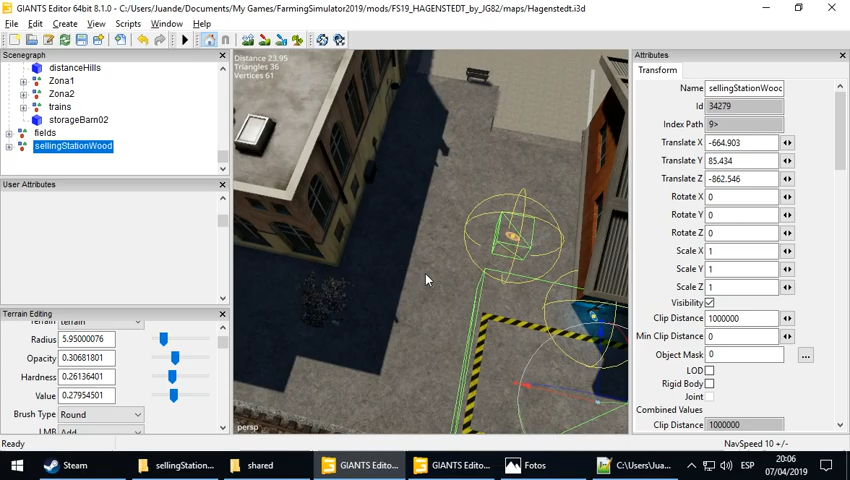 GIANTS Editor 64bit 8.1.0 - C:/Users/Juande/Documents/My Games/FarmingSimulator2019/mods/FS19_HAGENSTEDT_by_JG82/maps/Hagenstedt.i3d
File Edit Create View Scripts Window Help
Scenegraph
distanceHills
Zona1
Zona2
trains
storageBarn02
fields
sellingStationWood
User Attributes
Terrain Editing
Terrain terrain
Radius 5.95000076
Opacity 0.30681801
Hardness 0.26136401
Value 0.27954501
Brush Type Round
LMB Add
Distance 23.95
Triangles 36
Vertices 61
persp
Attributes
Transform
Name sellingStationWood
Id 34279
Index Path 9>
Translate X -664.903
Translate Y 85.434
Translate Z -862.546
Rotate X 0
Rotate Y 0
Rotate Z 0
Scale X 1
Scale Y 1
Scale Z 1
Visibility
Clip Distance 1000000
Min Clip Distance 0
Object Mask 0 ...
LOD
Rigid Body
Joint
Combined Values
Clip Distance 1000000
Ready
NavSpeed 10 +/-
Steam
sellingStation...
shared
GIANTS Edito...
GIANTS Edito...
Fotos
C:\Users\Jua...
ESP
20:06
07/04/2019